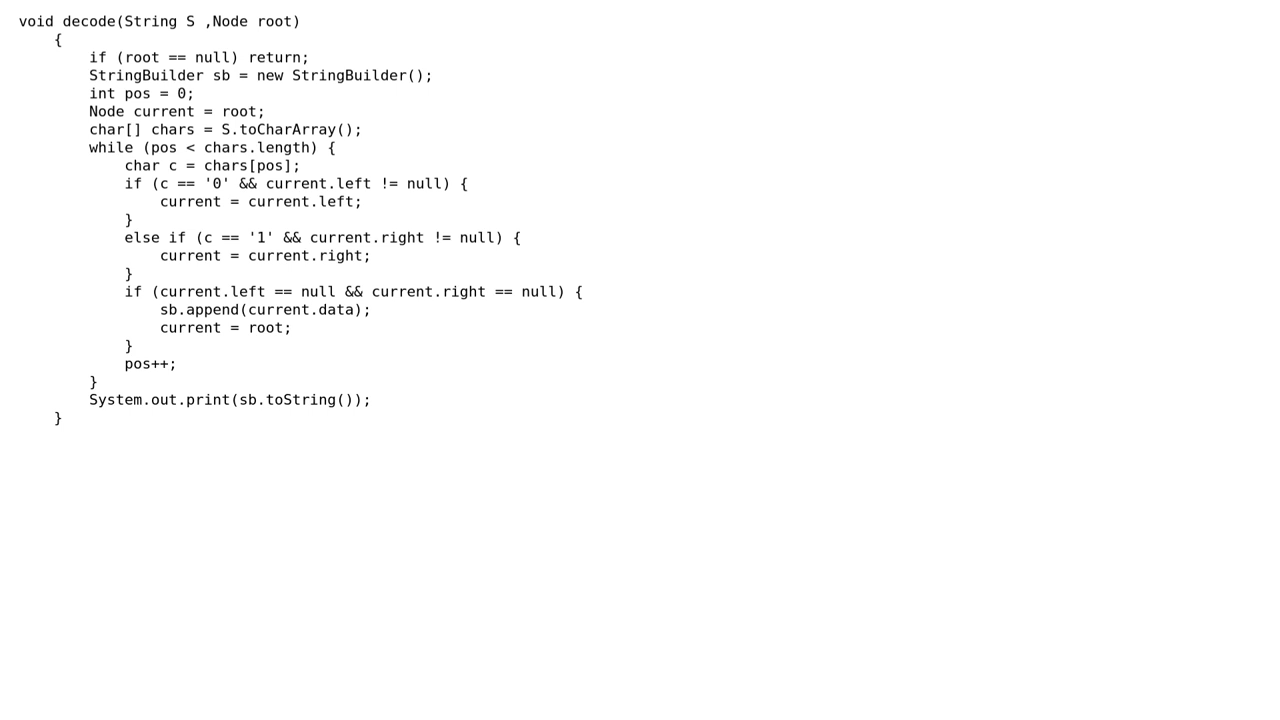 void decode(String S ,Node root)
    {
        if (root == null) return;
        StringBuilder sb = new StringBuilder();
        int pos = 0;
        Node current = root;
        char[] chars = S.toCharArray();
        while (pos < chars.length) {
            char c = chars[pos];
            if (c == '0' && current.left != null) {
                current = current.left;
            }
            else if (c == '1' && current.right != null) {
                current = current.right;
            }
            if (current.left == null && current.right == null) {
                sb.append(current.data);
                current = root;
            }
            pos++;
        }
        System.out.print(sb.toString());
    }